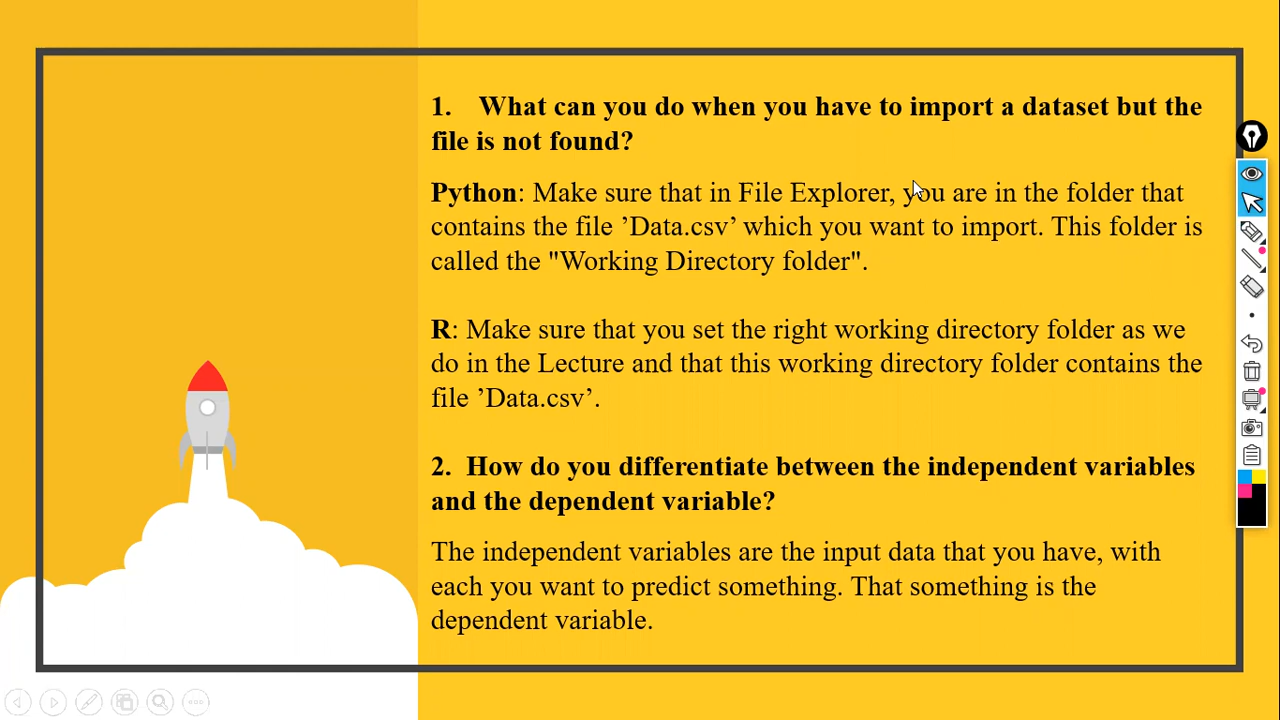 1. What can you do when you have to import a dataset but the
file is not found?
Python: Make sure that in File Explorer, you are in the folder that
contains the file ’Data.csv’ which you want to import. This folder is
called the "Working Directory folder".
R: Make sure that you set the right working directory folder as we
do in the Lecture and that this working directory folder contains the
file ’Data.csv’.
2. How do you differentiate between the independent variables
and the dependent variable?
The independent variables are the input data that you have, with
each you want to predict something. That something is the
dependent variable.